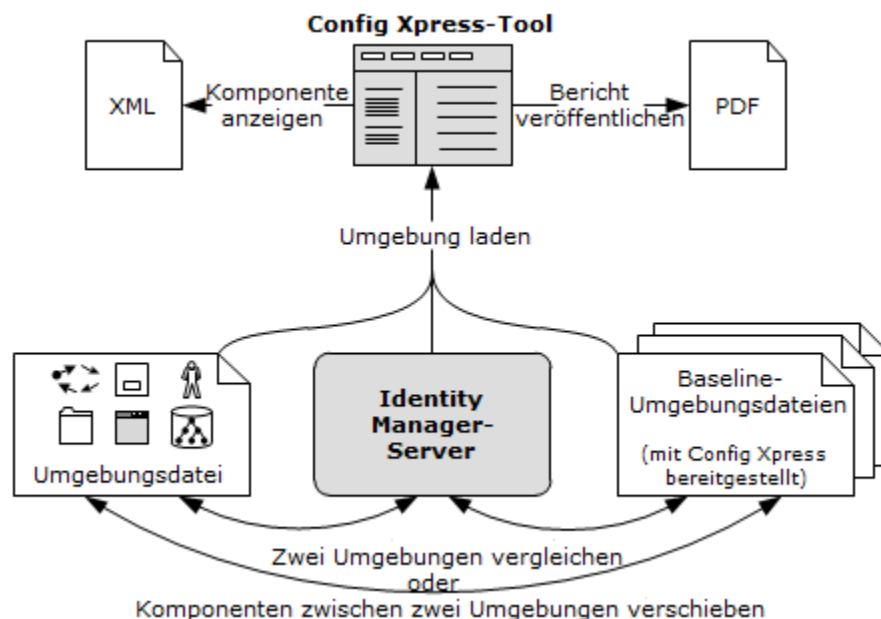 Config Xpress-Tool
XML
Komponente
anzeigen
Bericht
veröffentlichen
PDF
Umgebung laden
Umgebungsdatei
Identity
Manager-
Server
Baseline-
Umgebungsdateien
(mit Config Xpress
bereitgestellt)
Zwei Umgebungen vergleichen
oder
Komponenten zwischen zwei Umgebungen verschieben